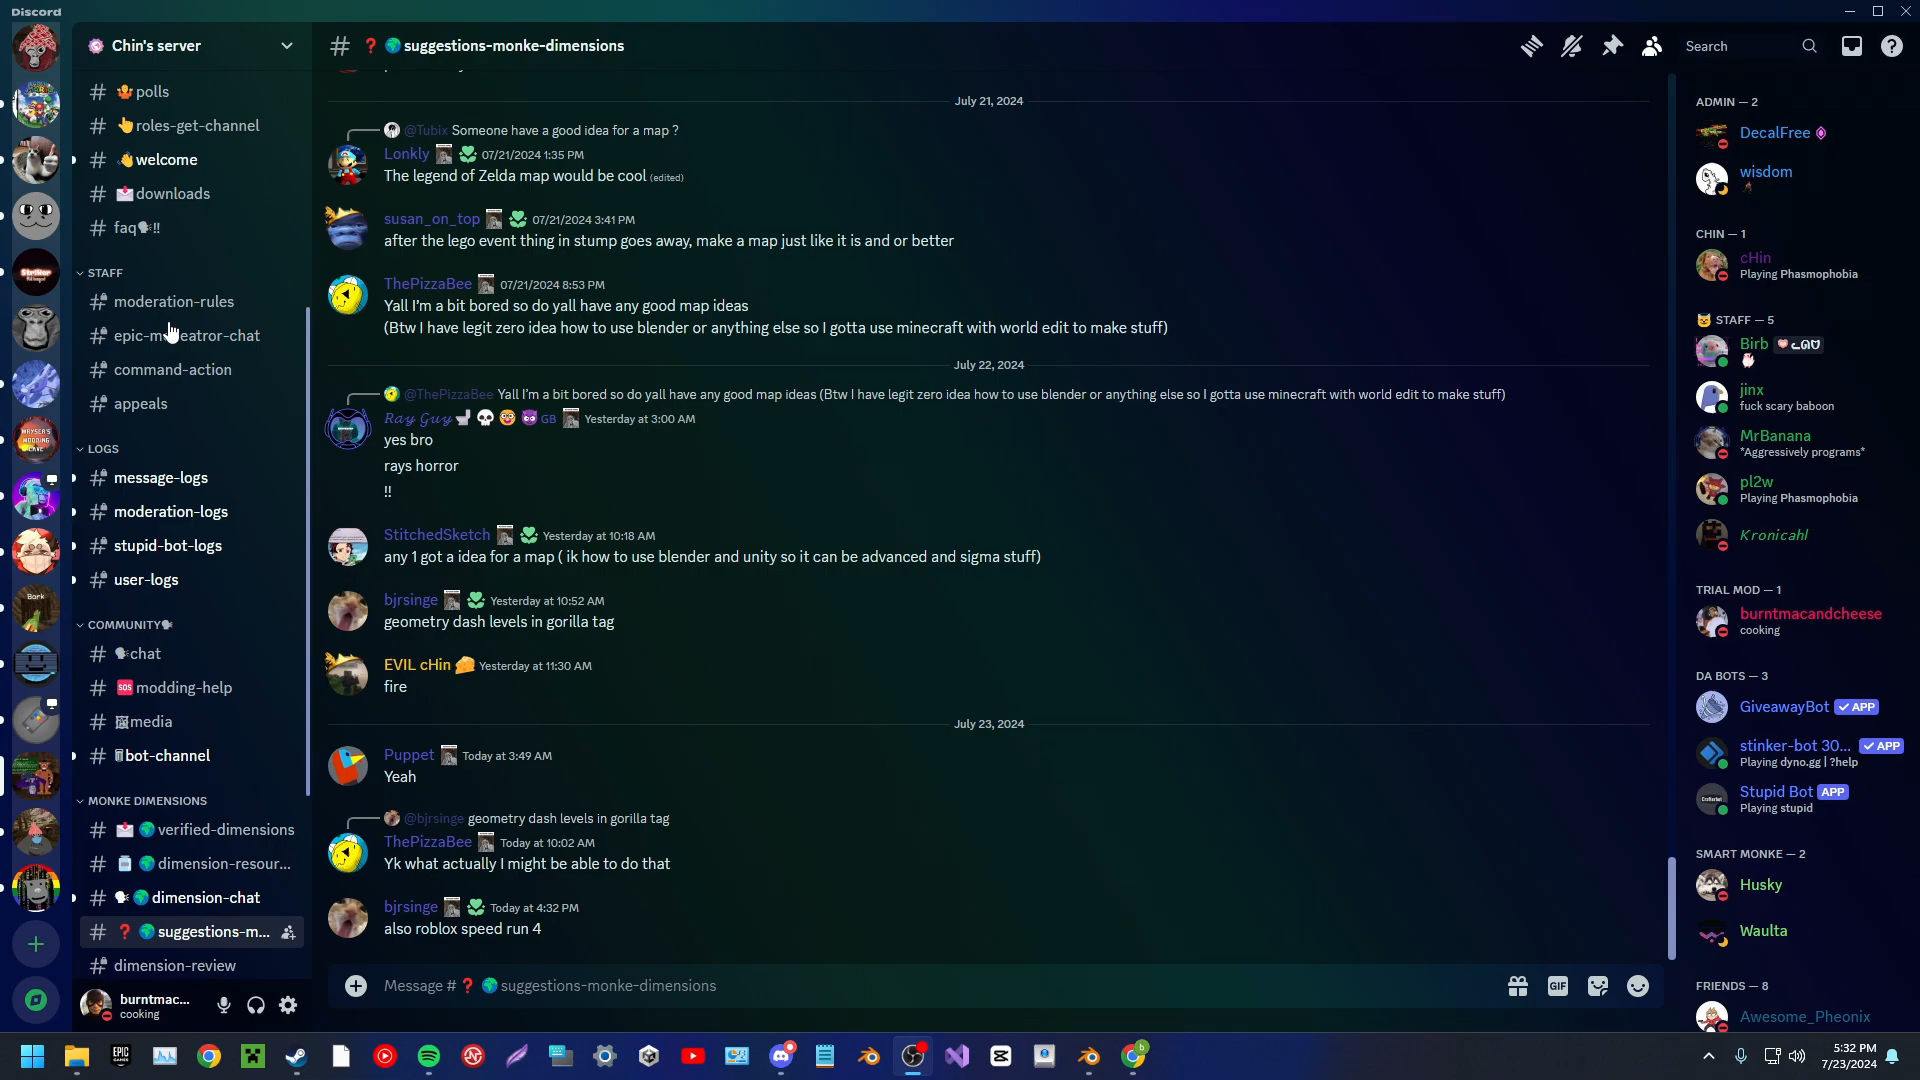 Discord
Chin's server
polls
roles-get-channel
welcome
downloads
faq
STAFF
moderation-rules
command-action
appeals
LOGS
message-logs
moderation-logs
stupid-bot-logs
user-logs
COMMUNITY
chat
modding-help
media
bot-channel
MONKE DIMENSIONS
verified-dimensions
dimension-resour...
dimension-chat
suggestions-m...
dimension-review
burntmac...
cooking
suggestions-monke-dimensions
Search
July 21, 2024
@Tubix Someone have a good idea for a map ?
Lonkly 07/21/2024 1:35 PM
The legend of Zelda map would be cool (edited)
susan_on_top 07/21/2024 3:41 PM
after the lego event thing in stump goes away, make a map just like it is and or better
ThePizzaBee 07/21/2024 8:53 PM
Yall I'm a bit bored so do yall have any good map ideas
(Btw I have legit zero idea how to use blender or anything else so I gotta use minecraft with world edit to make stuff)
July 22, 2024
@ThePizzaBee Yall I'm a bit bored so do yall have any good map ideas (Btw I have legit zero idea how to use blender or anything else so I gotta use minecraft with world edit to make stuff)
Ray Guy GB Yesterday at 3:00 AM
yes bro
rays horror
!!
StitchedSketch Yesterday at 10:18 AM
any 1 got a idea for a map ( ik how to use blender and unity so it can be advanced and sigma stuff)
bjrsinge Yesterday at 10:52 AM
geometry dash levels in gorilla tag
EVIL cHin Yesterday at 11:30 AM
fire
July 23, 2024
Puppet Today at 3:49 AM
Yeah
@bjrsinge geometry dash levels in gorilla tag
ThePizzaBee Today at 10:02 AM
Yk what actually I might be able to do that
bjrsinge Today at 4:32 PM
also roblox speed run 4
Message # suggestions-monke-dimensions
GIF
ADMIN — 2
DecalFree
wisdom
CHIN — 1
cHin
Playing Phasmophobia
STAFF — 5
Birb
jinx
fuck scary baboon
MrBanana
*Aggressively programs*
pl2w
Playing Phasmophobia
Kronicahl
TRIAL MOD — 1
burntmacandcheese
cooking
DA BOTS — 3
GiveawayBot APP
stinker-bot 30... APP
Playing dyno.gg | ?help
Stupid Bot APP
Playing stupid
SMART MONKE — 2
Husky
Waulta
FRIENDS — 8
Awesome_Pheonix
EPIC GAMES
5:32 PM
7/23/2024